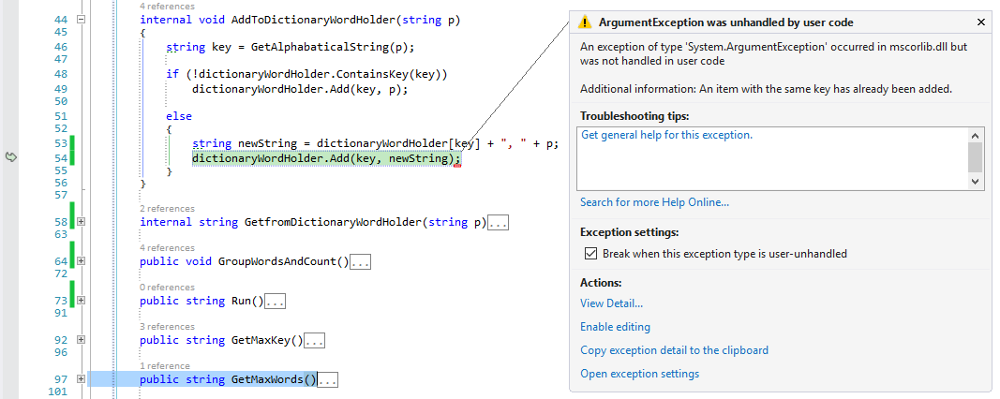 4 references
44 internal void AddToDictionaryWordHolder(string p)
45 {
46 string key = GetAlphabaticalString(p);
47
48 if (!dictionaryWordHolder.ContainsKey(key))
49 dictionaryWordHolder.Add(key, p);
50
51 else
52 {
53 string newString = dictionaryWordHolder[key] + ", " + p;
54 dictionaryWordHolder.Add(key, newString);
55 }
56 }
57
2 references
58 internal string GetfromDictionaryWordHolder(string p)...
63
4 references
64 public void GroupWordsAndCount()...
72
0 references
73 public string Run()...
91
3 references
92 public string GetMaxKey()...
96
1 reference
97 public string GetMaxWords()...
101
ArgumentException was unhandled by user code
An exception of type 'System.ArgumentException' occurred in mscorlib.dll but
was not handled in user code
Additional information: An item with the same key has already been added.
Troubleshooting tips:
Get general help for this exception.
Search for more Help Online...
Exception settings:
Break when this exception type is user-unhandled
Actions:
View Detail...
Enable editing
Copy exception detail to the clipboard
Open exception settings